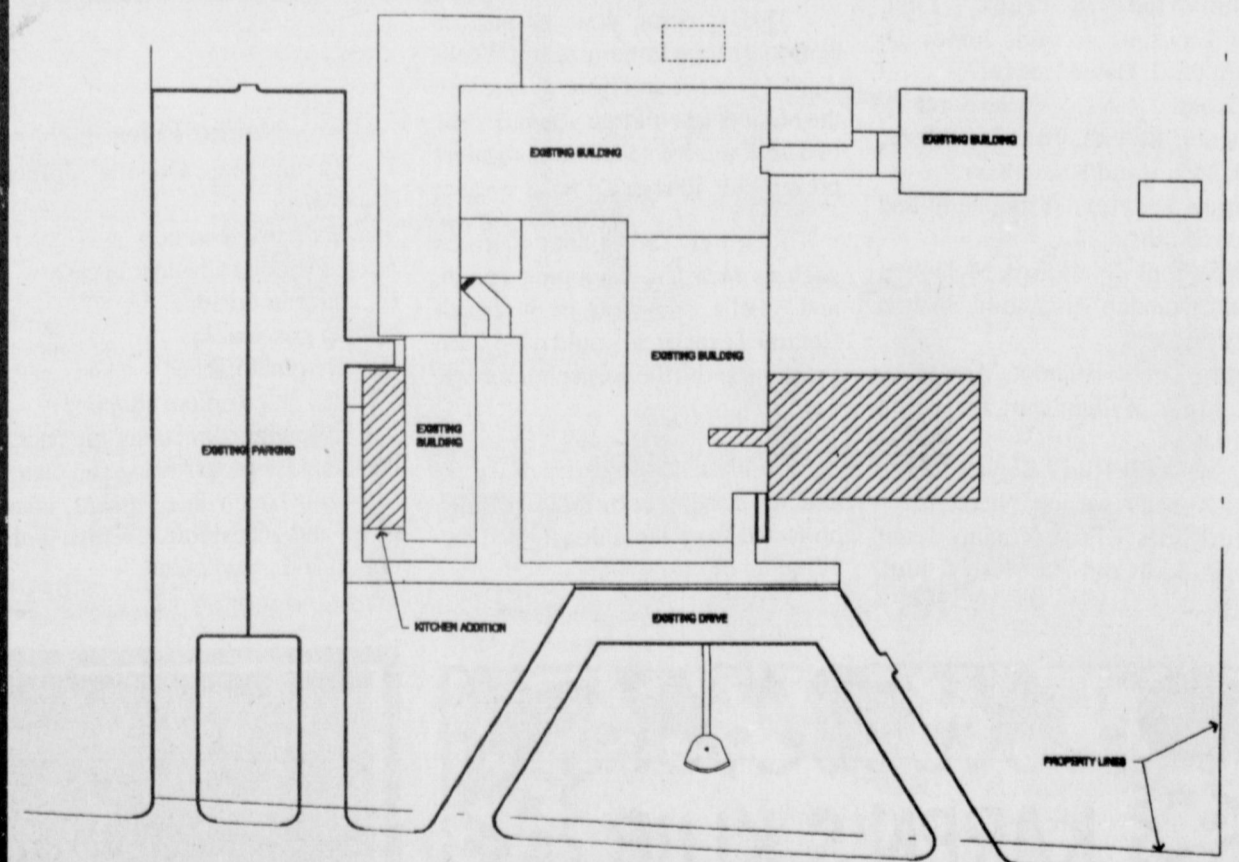 EXISTING BUILDING
EXISTING BUILDING
EXISTING BUILDING
EXISTING
BUILDING
EXISTING PARKING
KITCHEN ADDITION
EXISTING DRIVE
PROPERTY LINES